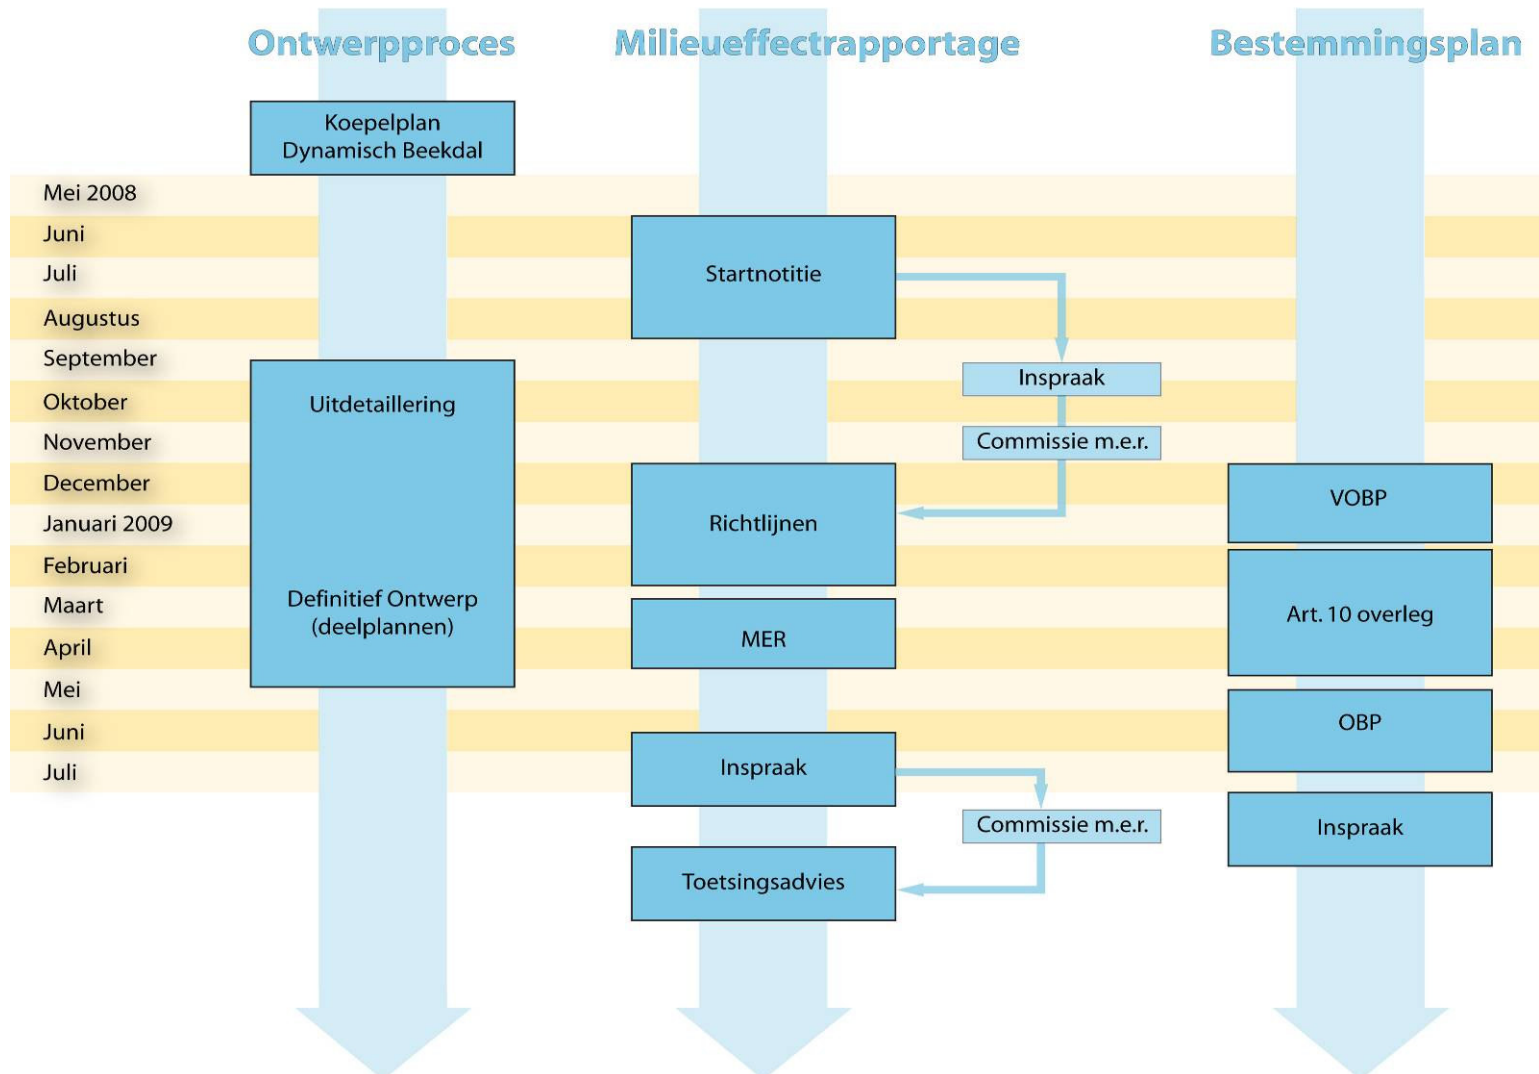 Ontwerpproces
Milieueffectrapportage
Bestemmingsplan
Koepelplan
Dynamisch Beekdal
Mei 2008
Juni
Juli
Augustus
September
Oktober
November
December
Januari 2009
Februari
Maart
April
Mei
Juni
Juli
Uitdetaillering
Definitief Ontwerp
(deelplannen)
Startnotitie
Inspraak
Commissie m.e.r.
Richtlijnen
MER
Inspraak
Commissie m.e.r.
Toetsingsadvies
VOBP
Art. 10 overleg
OBP
Inspraak